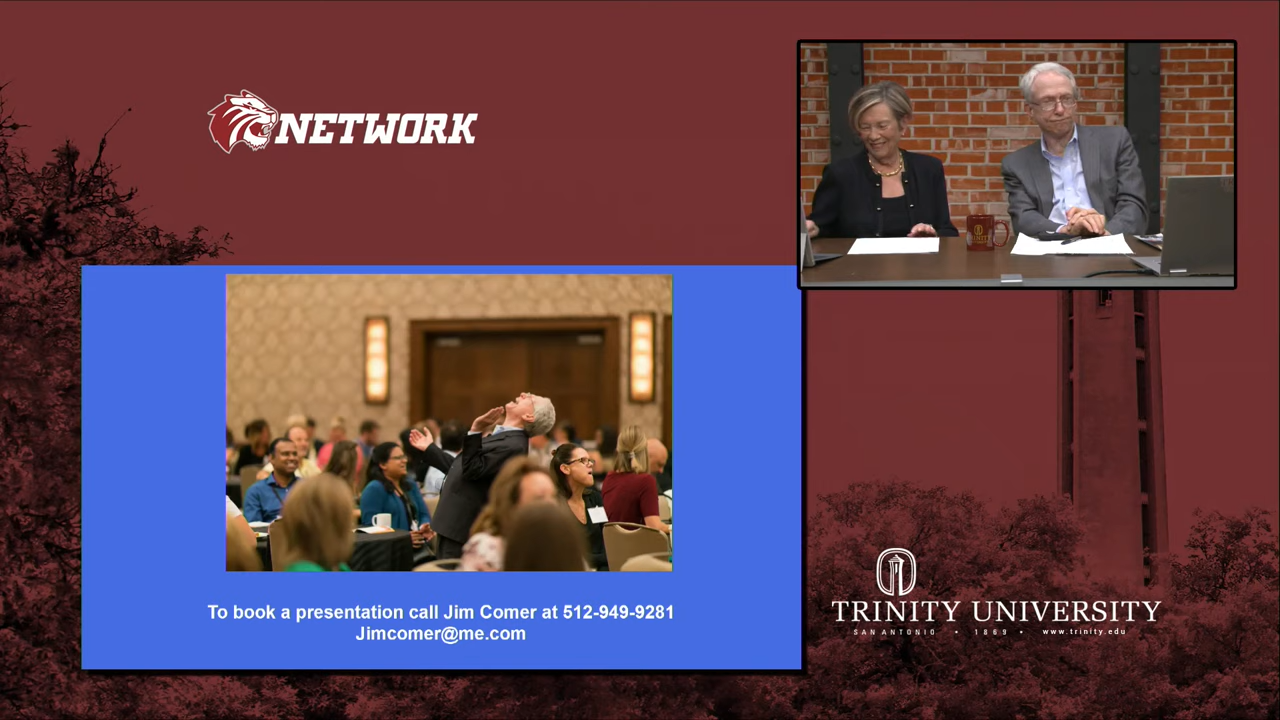 NETWORK
To book a presentation call Jim Comer at 512-949-9281
Jimcomer@me.com
TRINITY
TRINITY UNIVERSITY
SAN ANTONIO • 1869 • www.trinity.edu